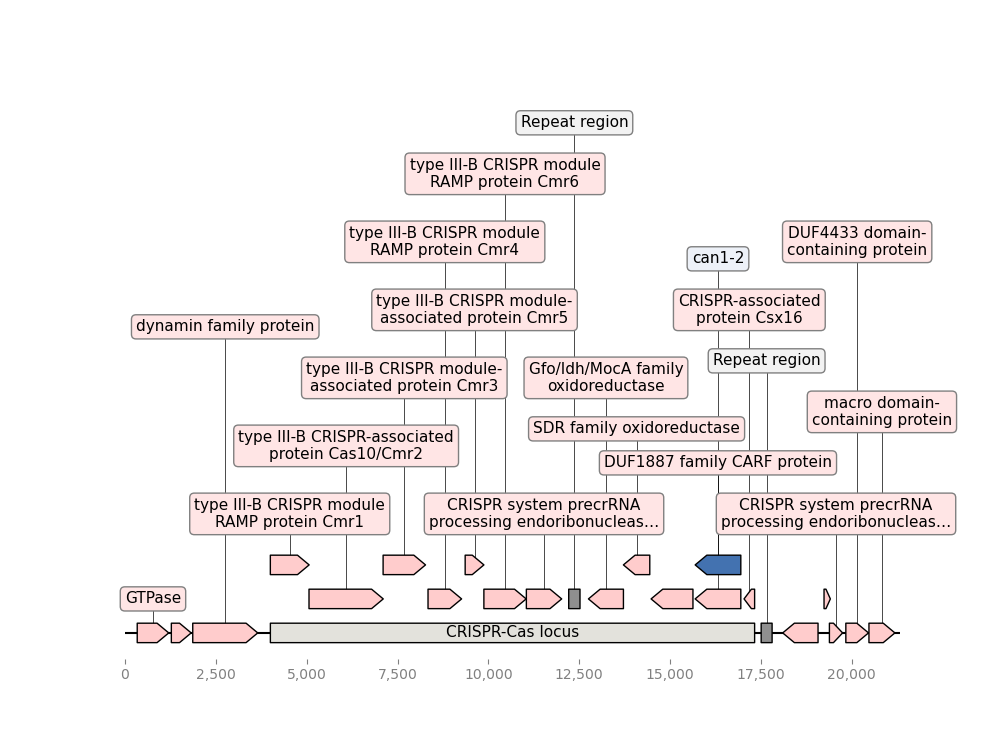 Repeat region
type III-B CRISPR module
RAMP protein Cmr6
type III-B CRISPR module
RAMP protein Cmr4
DUF4433 domain-
containing protein
can1-2
type III-B CRISPR module-
associated protein Cmr5
CRISPR-associated
protein Csx16
dynamin family protein
Repeat region
type III-B CRISPR module-
associated protein Cmr3
Gfo/Idh/MocA family
oxidoreductase
macro domain-
containing protein
SDR family oxidoreductase
type III-B CRISPR-associated
protein Cas10/Cmr2
DUF1887 family CARF protein
type III-B CRISPR module
RAMP protein Cmr1
CRISPR system precrRNA
processing endoribonucleas...
CRISPR system precrRNA
processing endoribonucleas...
GTPase
CRISPR-Cas locus
0 2,500 5,000 7,500 10,000 12,500 15,000 17,500 20,000